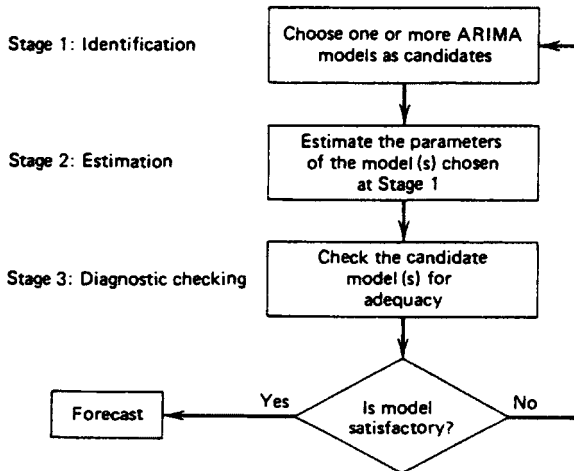 Stage 1: Identification
Choose one or more ARIMA
models as candidates
Stage 2: Estimation
Estimate the parameters
of the model(s) chosen
at Stage 1
Stage 3: Diagnostic checking
Check the candidate
model(s) for
adequacy
Forecast
Yes
Is model
satisfactory?
No